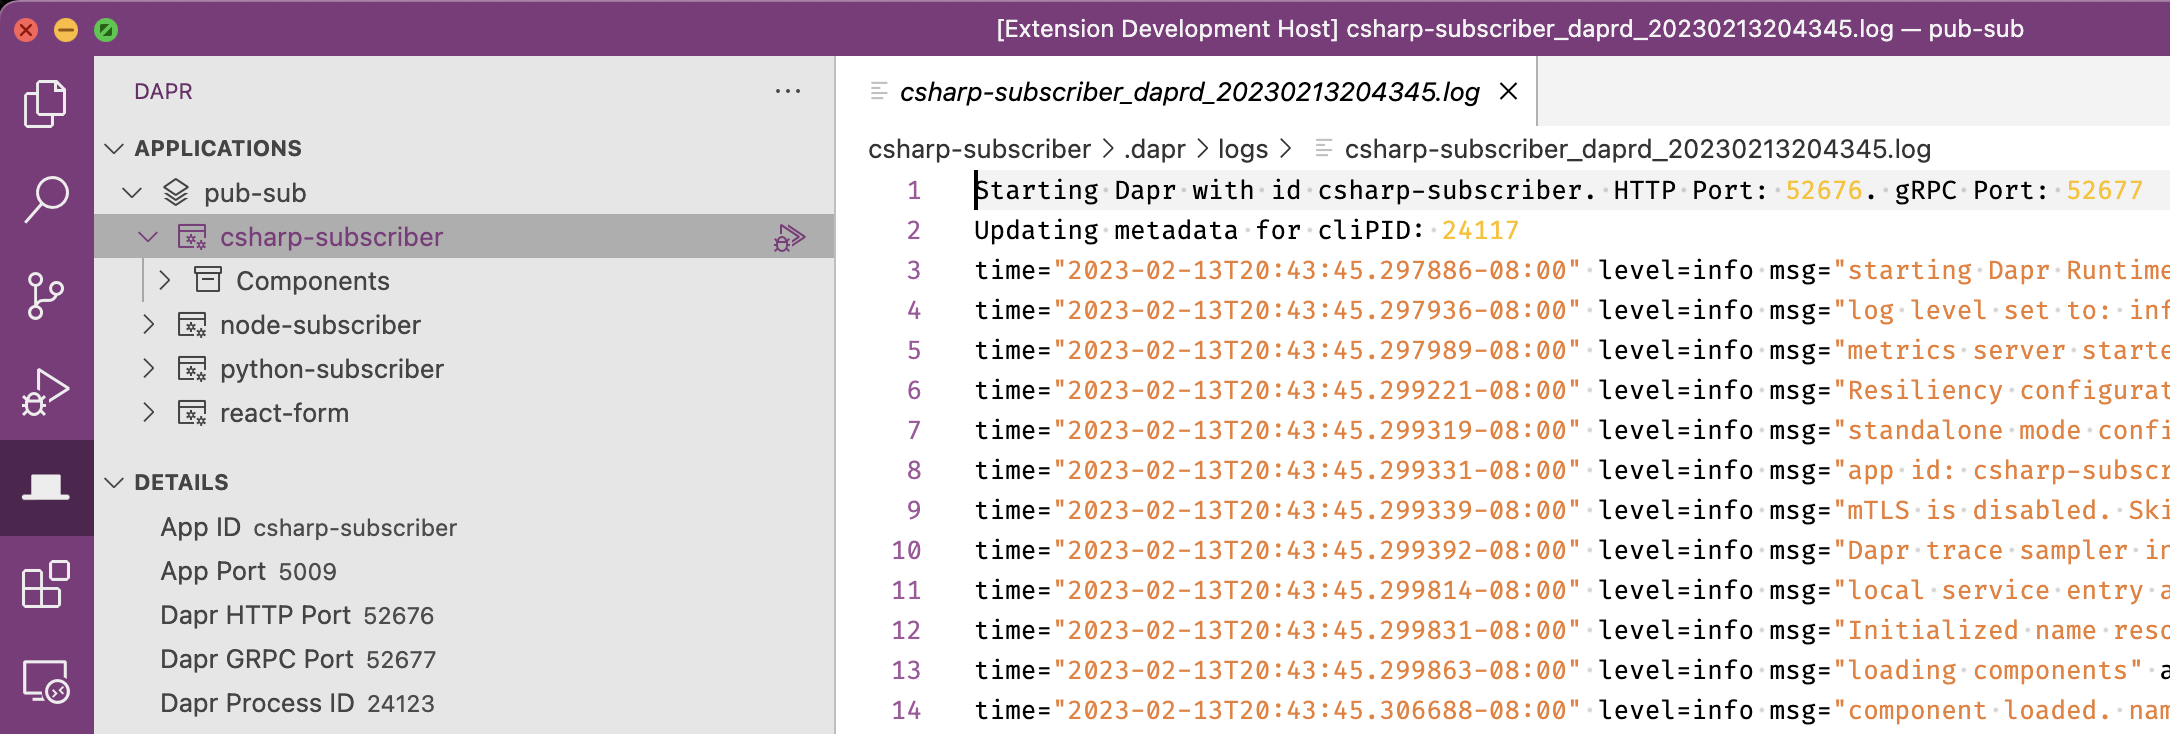 [Extension Development Host] csharp-subscriber_daprd_20230213204345.log — pub-sub
DAPR
APPLICATIONS
pub-sub
csharp-subscriber
Components
node-subscriber
python-subscriber
react-form
DETAILS
App ID csharp-subscriber
App Port 5009
Dapr HTTP Port 52676
Dapr GRPC Port 52677
Dapr Process ID 24123
csharp-subscriber_daprd_20230213204345.log
csharp-subscriber > .dapr > logs > csharp-subscriber_daprd_20230213204345.log
1 Starting Dapr with id csharp-subscriber. HTTP Port: 52676. gRPC Port: 52677
2 Updating metadata for cliPID: 24117
3 time="2023-02-13T20:43:45.297886-08:00" level=info msg="starting Dapr Runtime
4 time="2023-02-13T20:43:45.297936-08:00" level=info msg="log level set to: inf
5 time="2023-02-13T20:43:45.297989-08:00" level=info msg="metrics server starte
6 time="2023-02-13T20:43:45.299221-08:00" level=info msg="Resiliency configurat
7 time="2023-02-13T20:43:45.299319-08:00" level=info msg="standalone mode confi
8 time="2023-02-13T20:43:45.299331-08:00" level=info msg="app id: csharp-subscr
9 time="2023-02-13T20:43:45.299339-08:00" level=info msg="mTLS is disabled. Ski
10 time="2023-02-13T20:43:45.299392-08:00" level=info msg="Dapr trace sampler in
11 time="2023-02-13T20:43:45.299814-08:00" level=info msg="local service entry a
12 time="2023-02-13T20:43:45.299831-08:00" level=info msg="Initialized name reso
13 time="2023-02-13T20:43:45.299863-08:00" level=info msg="loading components" a
14 time="2023-02-13T20:43:45.306688-08:00" level=info msg="component loaded. nam